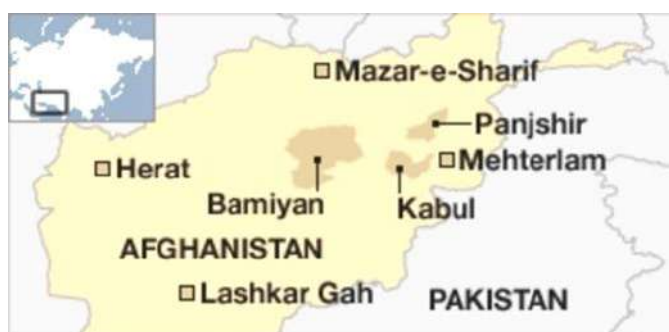 Mazar-e-Sharif
Panjshir
Mehterlam
Herat
Bamiyan
Kabul
AFGHANISTAN
Lashkar Gah
PAKISTAN